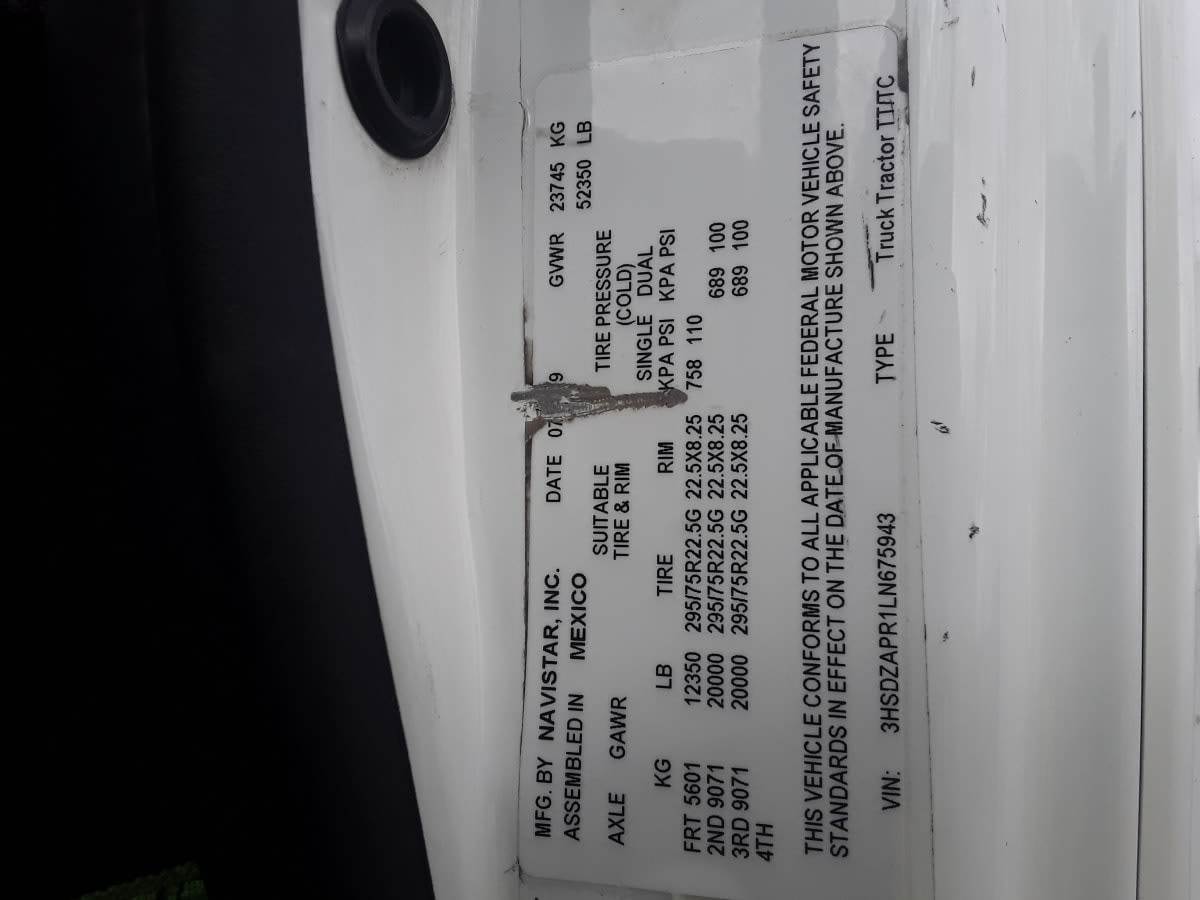 MFG. BY NAVISTAR, INC. DATE 07 9 GVWR 23745 KG
ASSEMBLED IN MEXICO 52350 LB
SUITABLE TIRE PRESSURE
AXLE GAWR TIRE & RIM (COLD)
SINGLE DUAL
KG LB TIRE RIM KPA PSI KPA PSI
FRT 5601 12350 295/75R22.5G 22.5X8.25 758 110
2ND 9071 20000 295/75R22.5G 22.5X8.25 689 100
3RD 9071 20000 295/75R22.5G 22.5X8.25 689 100
4TH
THIS VEHICLE CONFORMS TO ALL APPLICABLE FEDERAL MOTOR VEHICLE SAFETY
STANDARDS IN EFFECT ON THE DATE OF MANUFACTURE SHOWN ABOVE.
VIN: 3HSDZAPR1LN675943 TYPE Truck Tractor